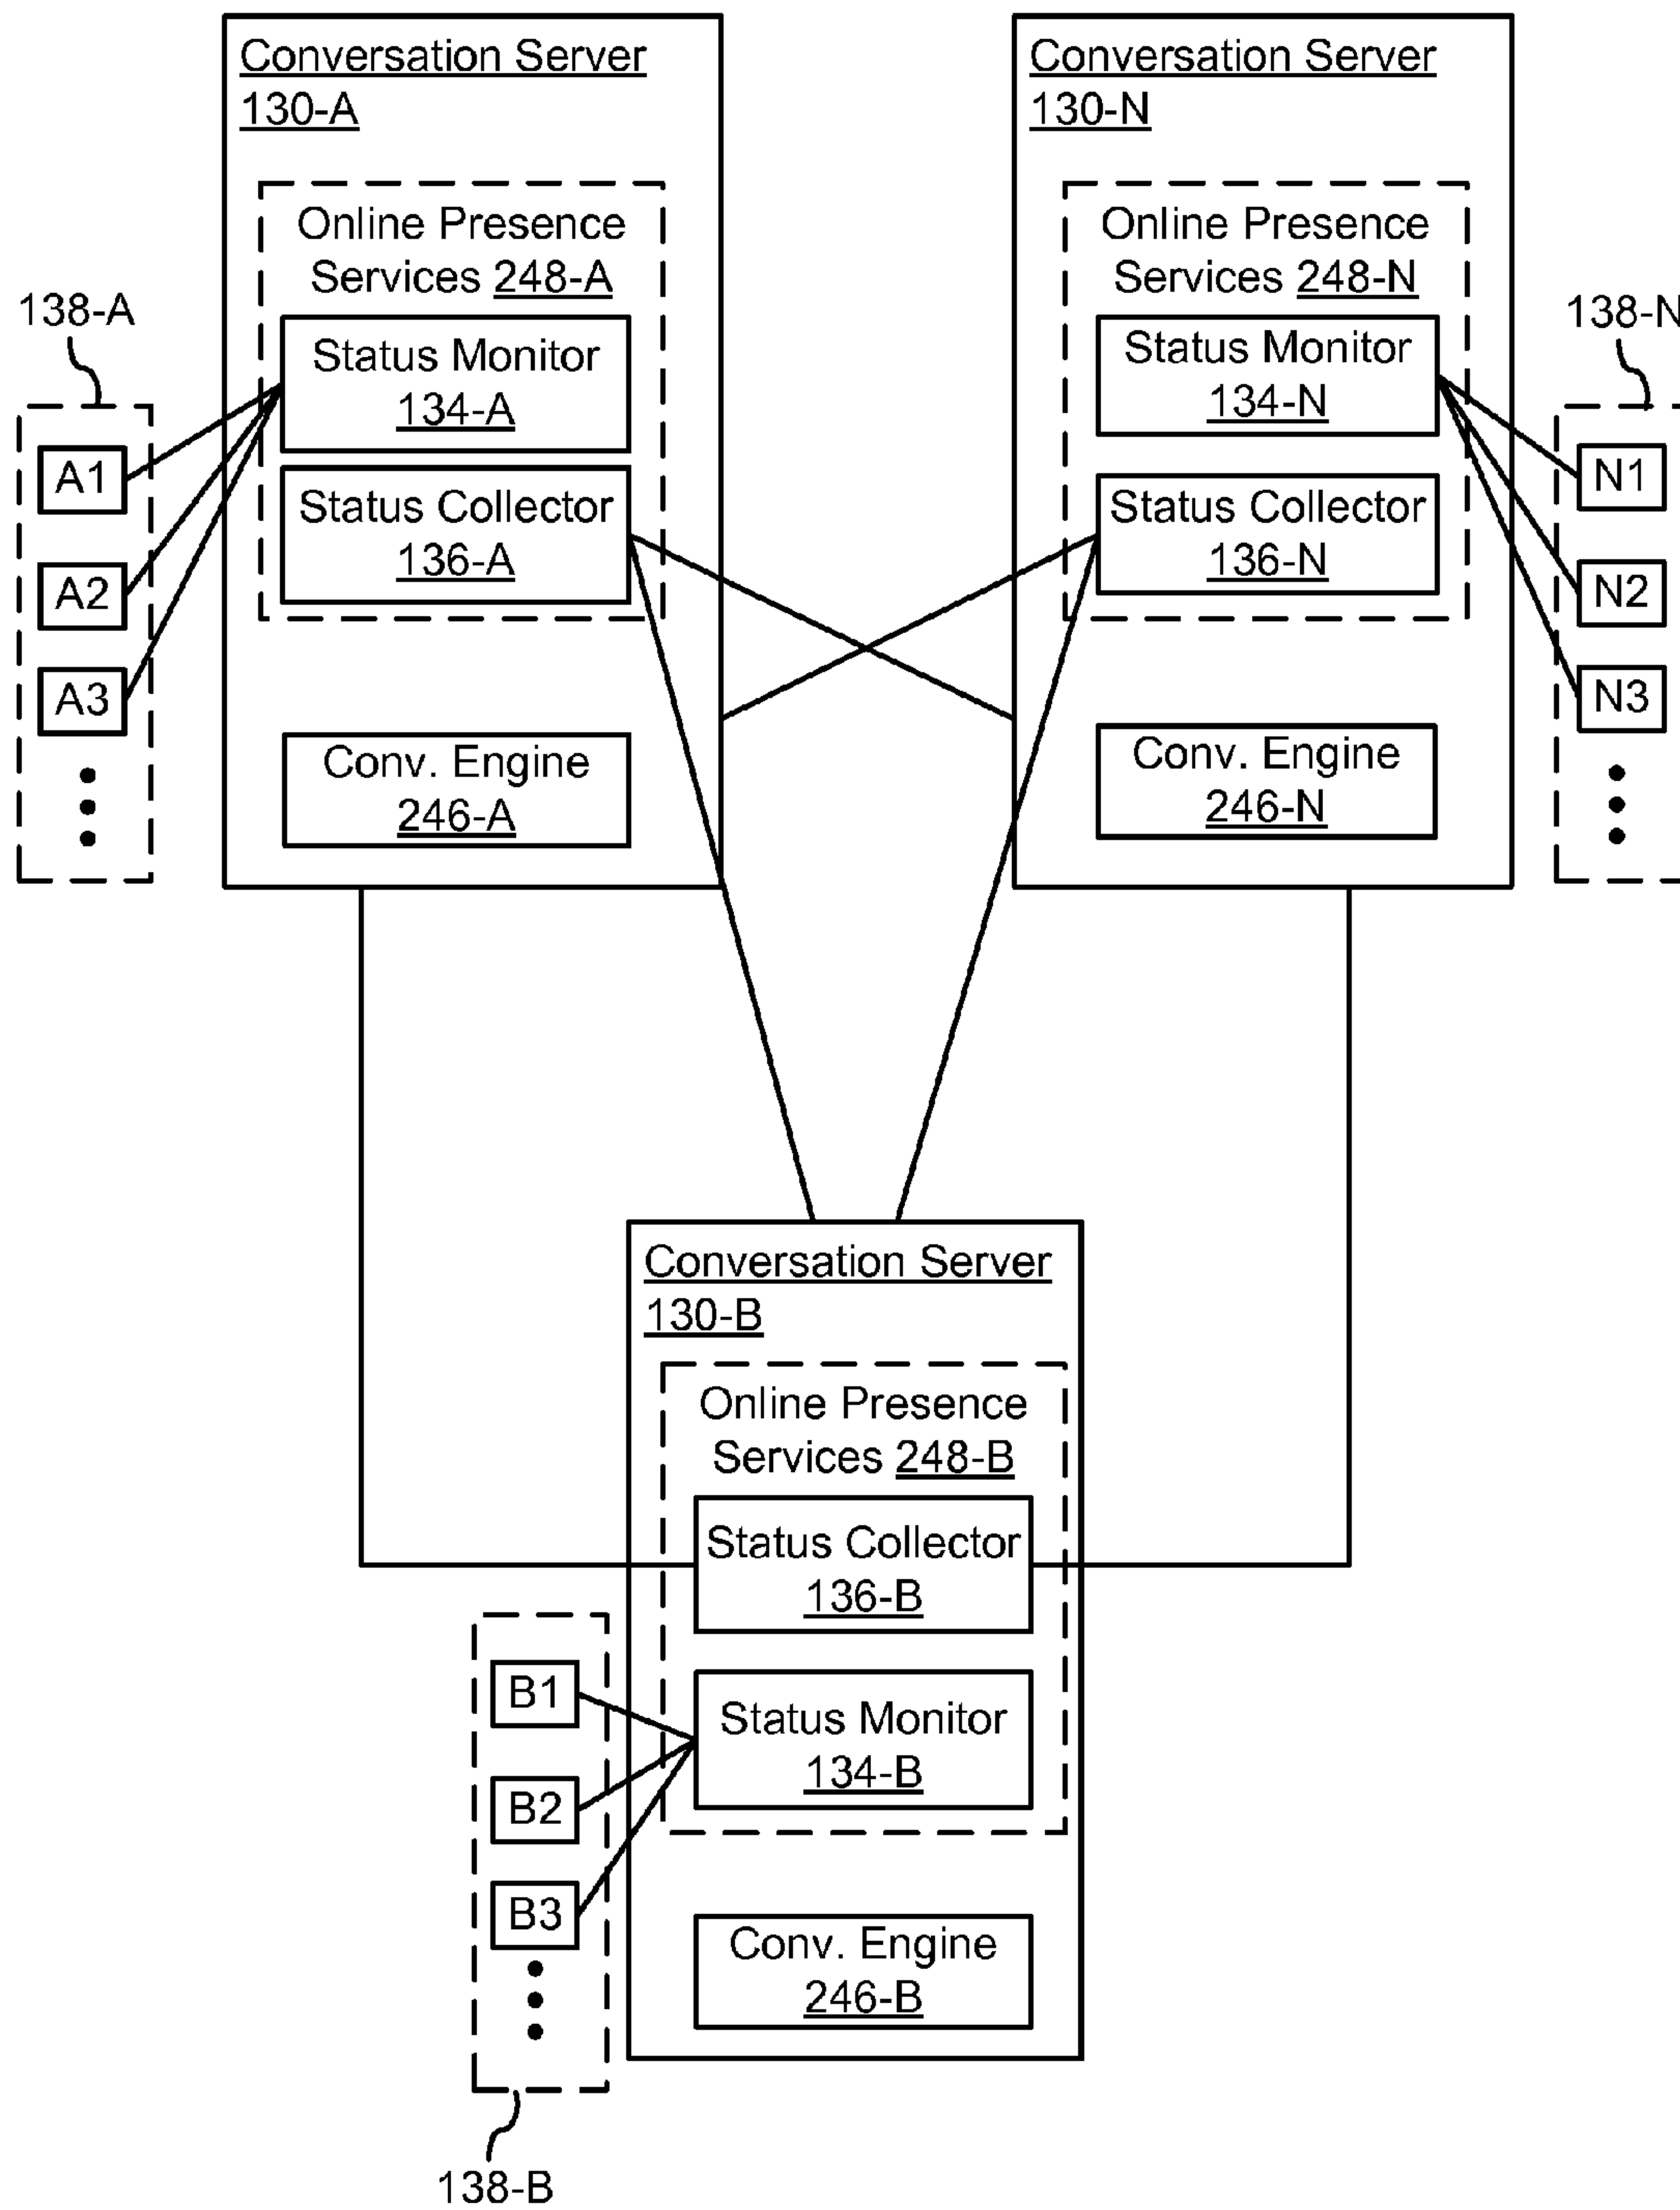 Conversation Server
130-A
Online Presence
Services 248-A
Status Monitor
134-A
Status Collector
136-A
Conv. Engine
246-A
138-A
A1
A2
A3
Conversation Server
130-N
Online Presence
Services 248-N
Status Monitor
134-N
Status Collector
136-N
Conv. Engine
246-N
138-N
N1
N2
N3
Conversation Server
130-B
Online Presence
Services 248-B
Status Collector
136-B
Status Monitor
134-B
Conv. Engine
246-B
B1
B2
B3
138-B